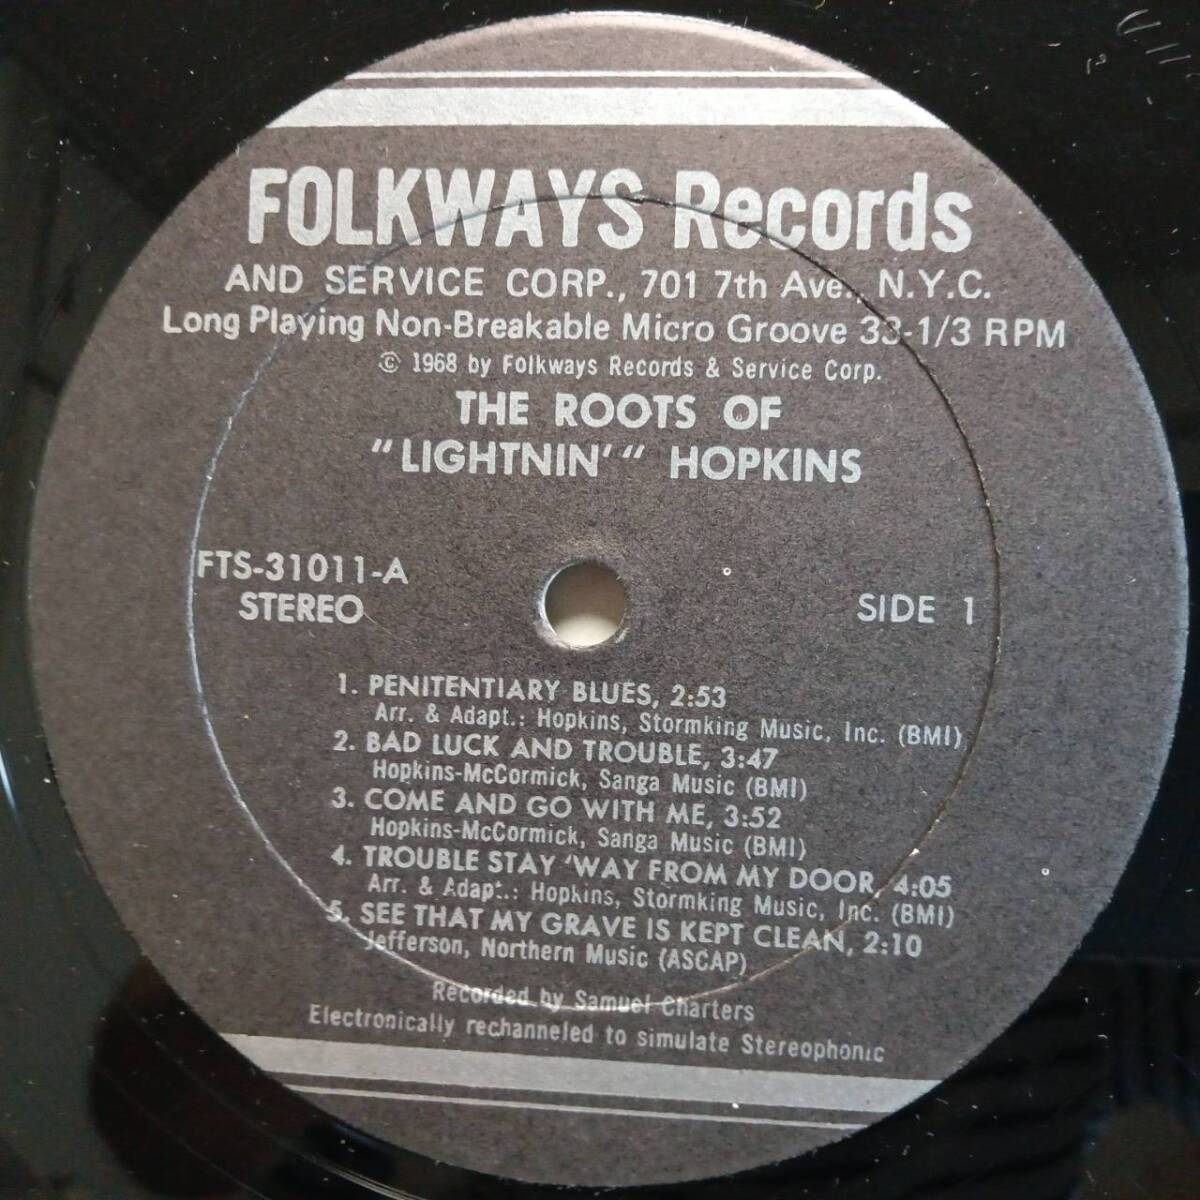 FOLKWAYS Records
AND SERVICE CORP., 701 7th Ave., N.Y.C.
Long Playing Non-Breakable Micro Groove 33-1/3 RPM
© 1968 by Folkways Records & Service Corp.
THE ROOTS OF
"LIGHTNIN'" HOPKINS
FTS-31011-A
STEREO
SIDE 1
1. PENITENTIARY BLUES, 2:53
Arr. & Adapt.: Hopkins, Stormking Music, Inc. (BMI)
2. BAD LUCK AND TROUBLE, 3:47
Hopkins-McCormick, Sanga Music (BMI)
3. COME AND GO WITH ME, 3:52
Hopkins-McCormick, Sanga Music (BMI)
4. TROUBLE STAY 'WAY FROM MY DOOR, 4:05
Arr. & Adapt.: Hopkins, Stormking Music, Inc. (BMI)
5. SEE THAT MY GRAVE IS KEPT CLEAN, 2:10
Jefferson, Northern Music (ASCAP)
Recorded by Samuel Charters
Electronically rechanneled to simulate Stereophonic